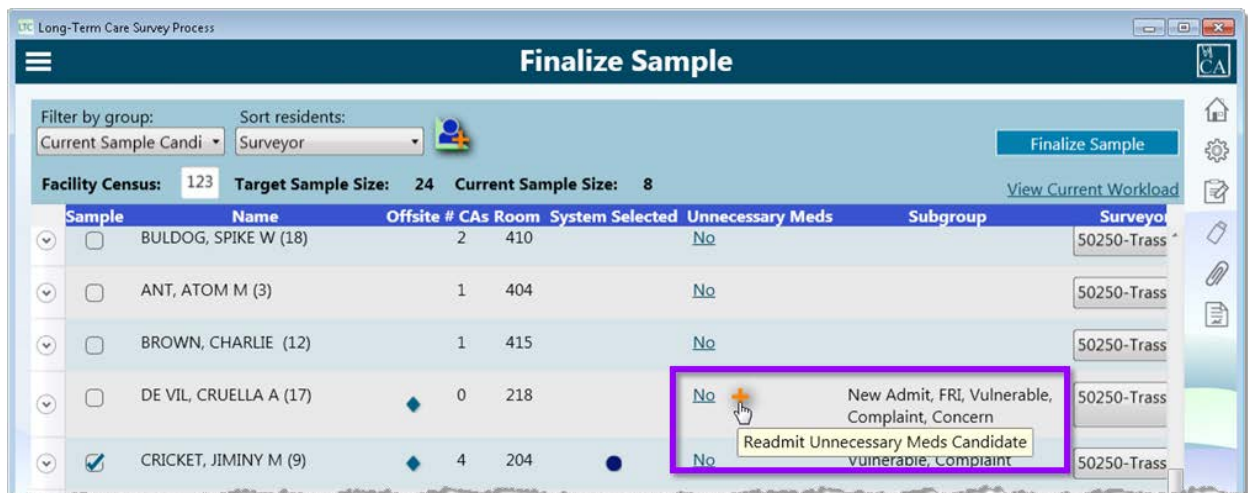 LTC Long-Term Care Survey Process
Finalize Sample
CA
Filter by group: Sort residents:
Current Sample Candi Surveyor Finalize Sample
Facility Census: 123 Target Sample Size: 24 Current Sample Size: 8 View Current Workload
Sample Name Offsite # CAs Room System Selected Unnecessary Meds Subgroup Surveyor
BULDOG, SPIKE W (18) 2 410 No 50250-Trass
ANT, ATOM M (3) 1 404 No 50250-Trass
BROWN, CHARLIE (12) 1 415 No 50250-Trass
DE VIL, CRUELLA A (17) 0 218 No New Admit, FRI, Vulnerable, 50250-Trass
Complaint, Concern
Readmit Unnecessary Meds Candidate
CRICKET, JIMINY M (9) 4 204 No Vulnerable, Complaint 50250-Trass